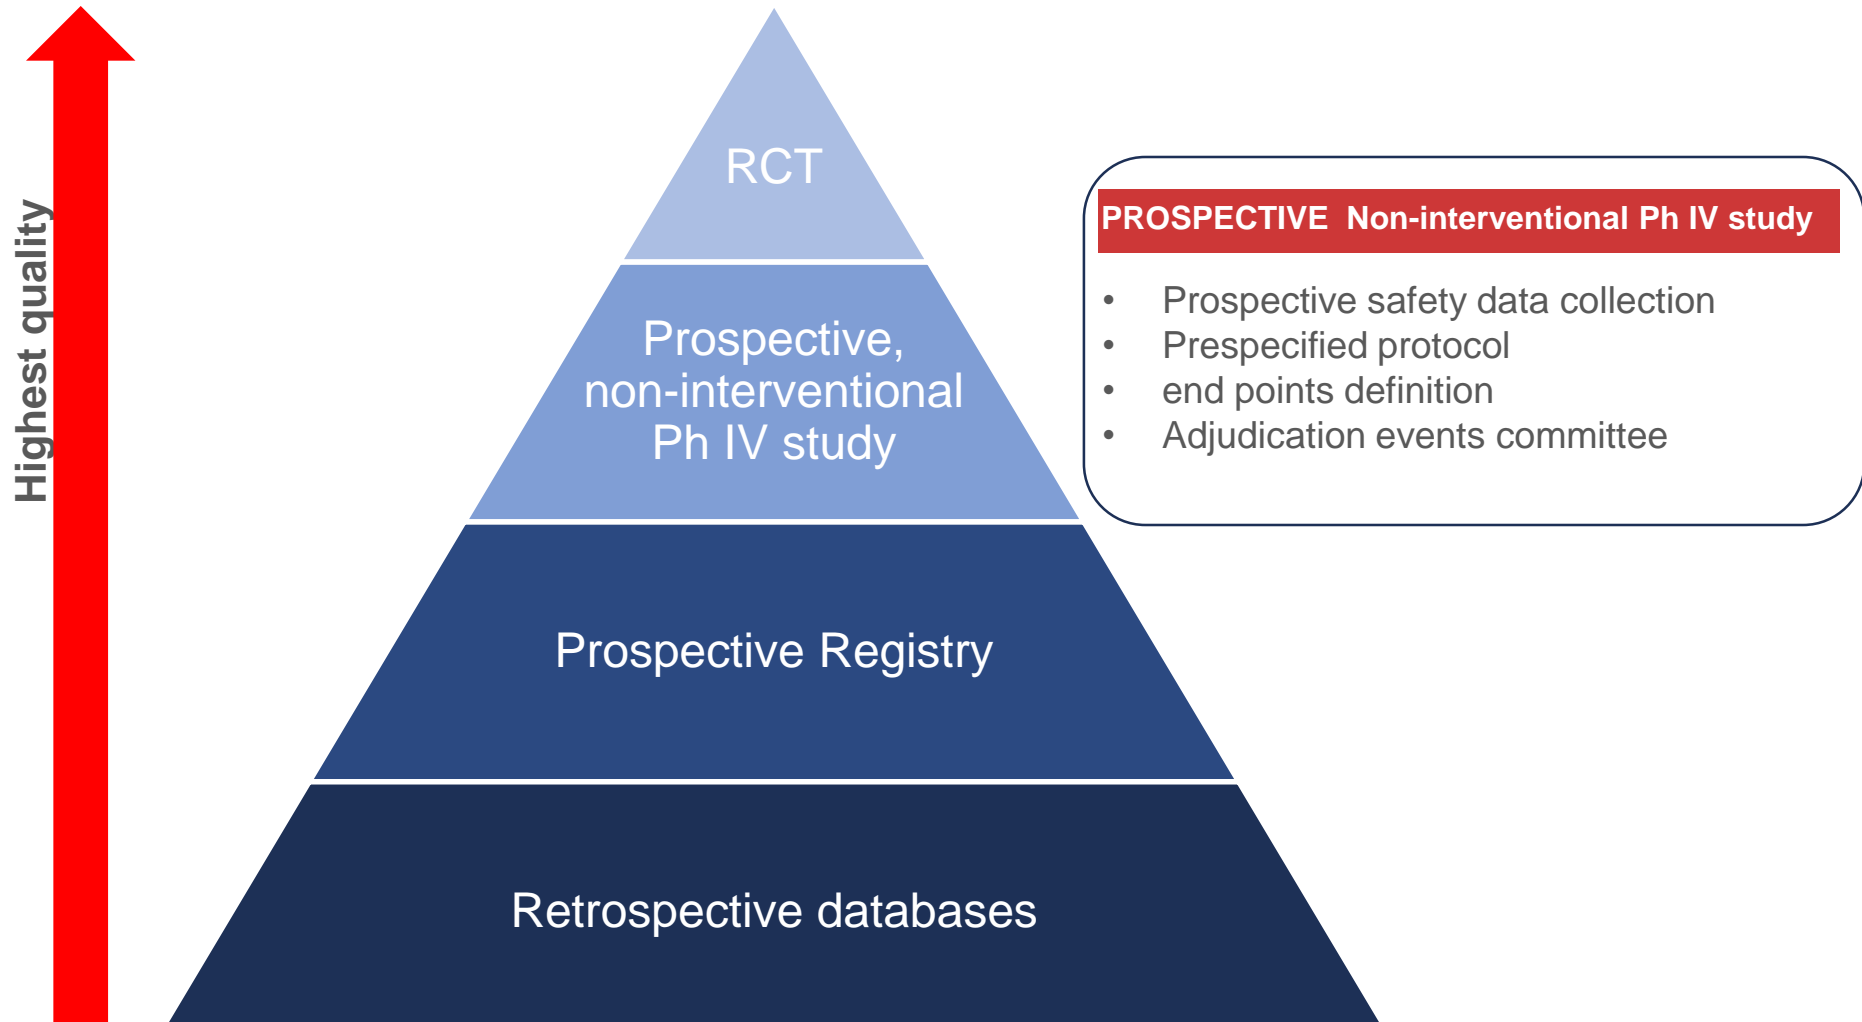 Highest quality
RCT
Prospective,
non-interventional
Ph IV study
Prospective Registry
Retrospective databases
PROSPECTIVE Non-interventional Ph IV study
• Prospective safety data collection
• Prespecified protocol
• end points definition
• Adjudication events committee